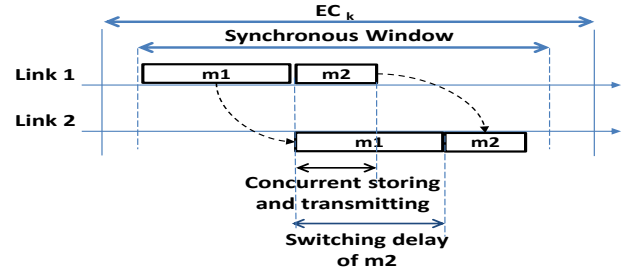 EC k
Synchronous Window
Link 1
m1
m2
Link 2
m1
m2
Concurrent storing
and transmitting
Switching delay
of m2